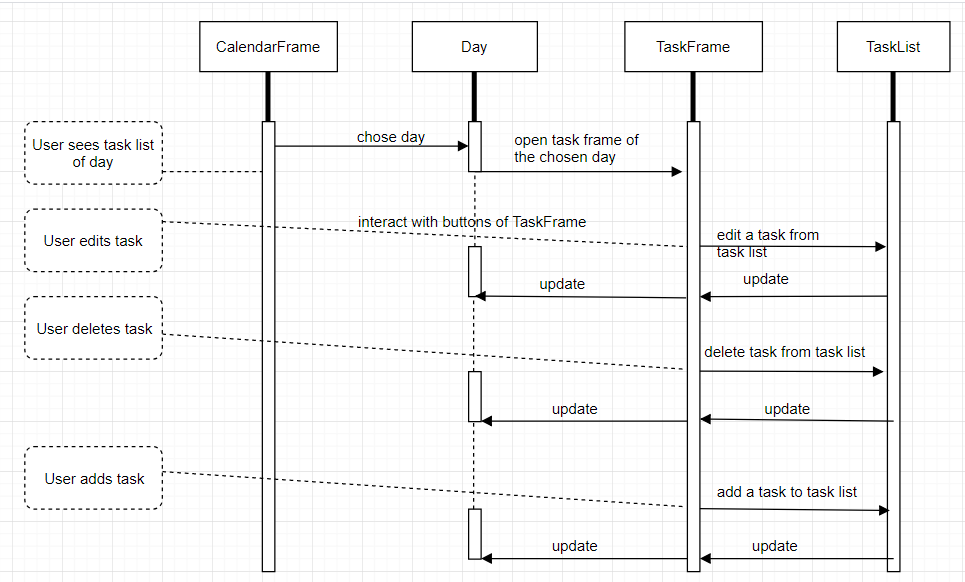 CalendarFrame
Day
TaskFrame
TaskList
User sees task list
of day
chose day
open task frame of
the chosen day
User edits task
interact with buttons of TaskFrame
edit a task from
task list
update
update
User deletes task
delete task from task list
update
update
User adds task
add a task to task list
update
update